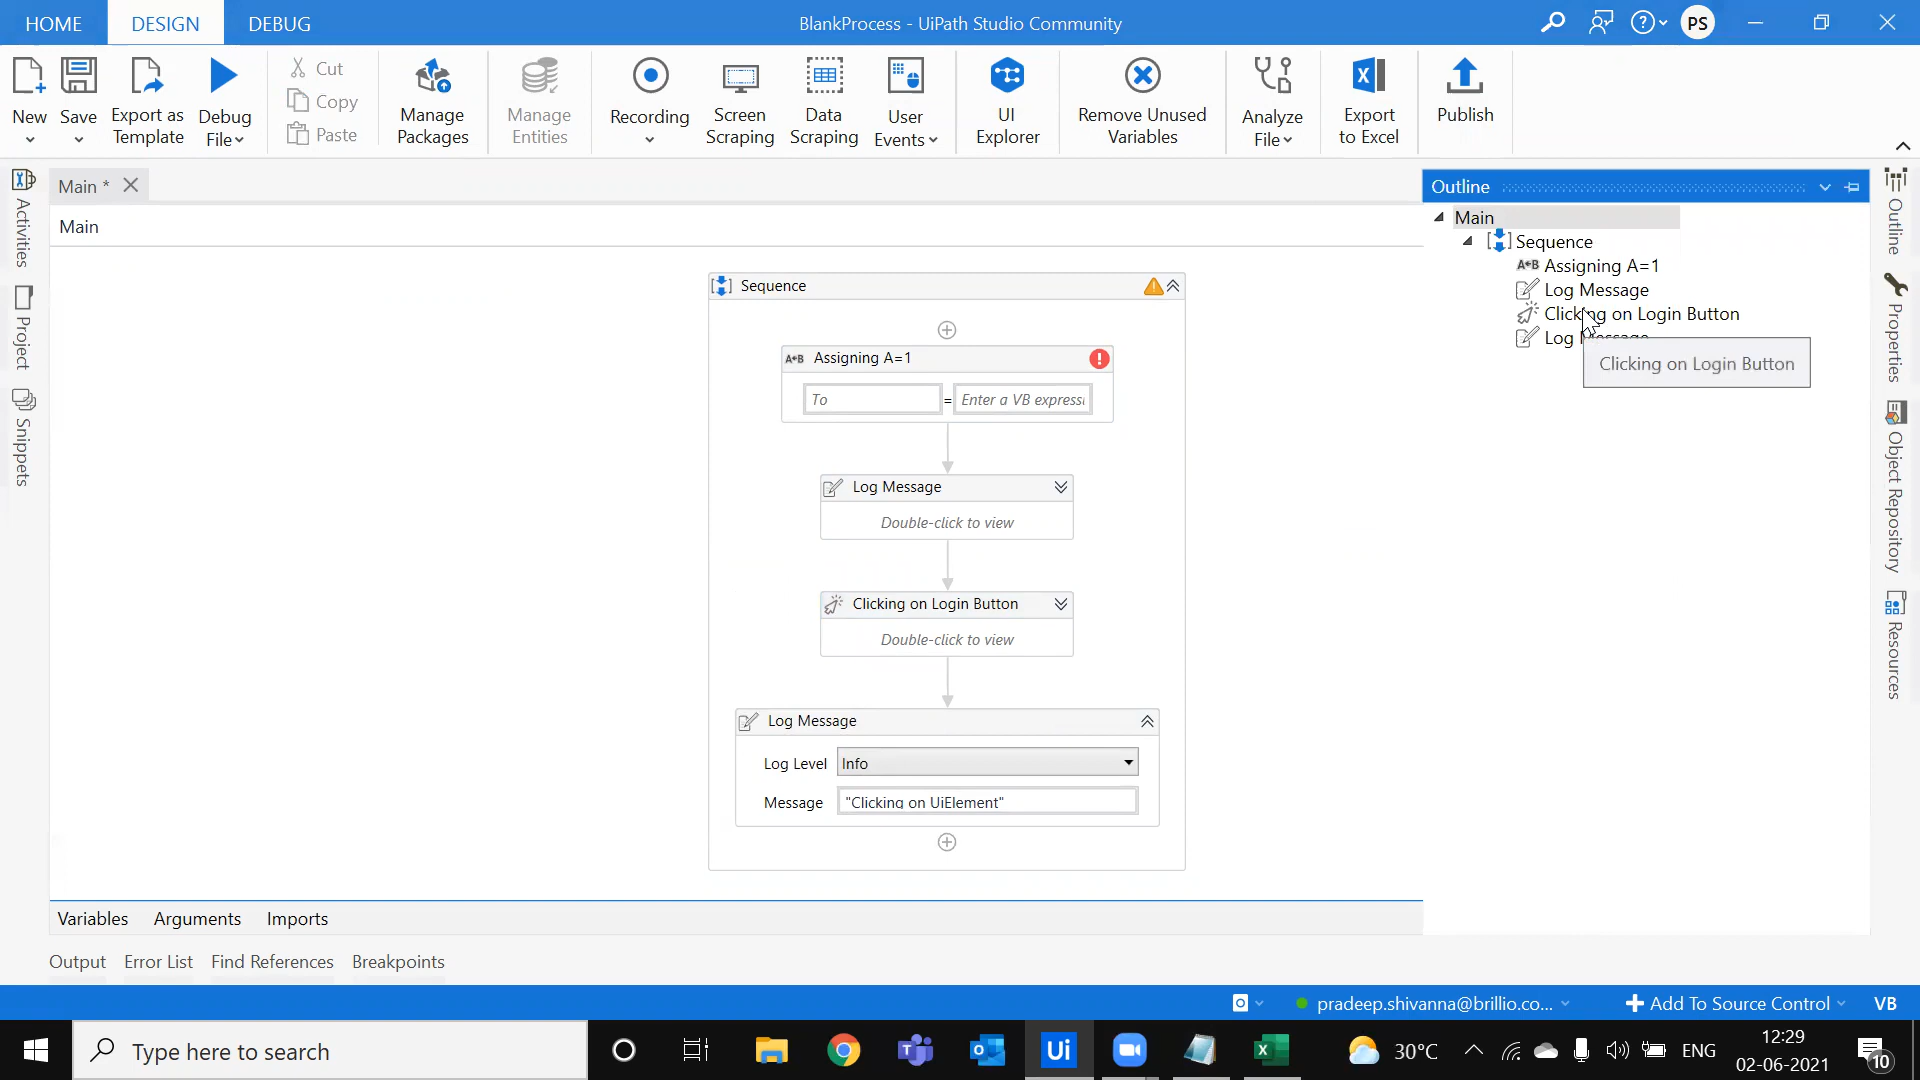 HOME
DESIGN
DEBUG
BlankProcess - UiPath Studio Community
PS
New
Save
Export as
Template
Debug
File
Cut
Copy
Paste
Manage
Packages
Manage
Entities
Recording
Screen
Scraping
Data
Scraping
User
Events
UI
Explorer
Remove Unused
Variables
Analyze
File
Export
to Excel
Publish
Activities
Project
Snippets
Main *
Main
Sequence
A←B Assigning A=1
To
=
Enter a VB expressi
Log Message
Double-click to view
Clicking on Login Button
Double-click to view
Log Message
Log Level
Info
Message
"Clicking on UiElement"
Outline
Main
Sequence
A←B Assigning A=1
Log Message
Clicking on Login Button
Log Message
Clicking on Login Button
Outline
Properties
Object Repository
Resources
Variables
Arguments
Imports
Output
Error List
Find References
Breakpoints
pradeep.shivanna@brillio.co...
Add To Source Control
VB
Type here to search
Ui
30°C
ENG
12:29
02-06-2021
10